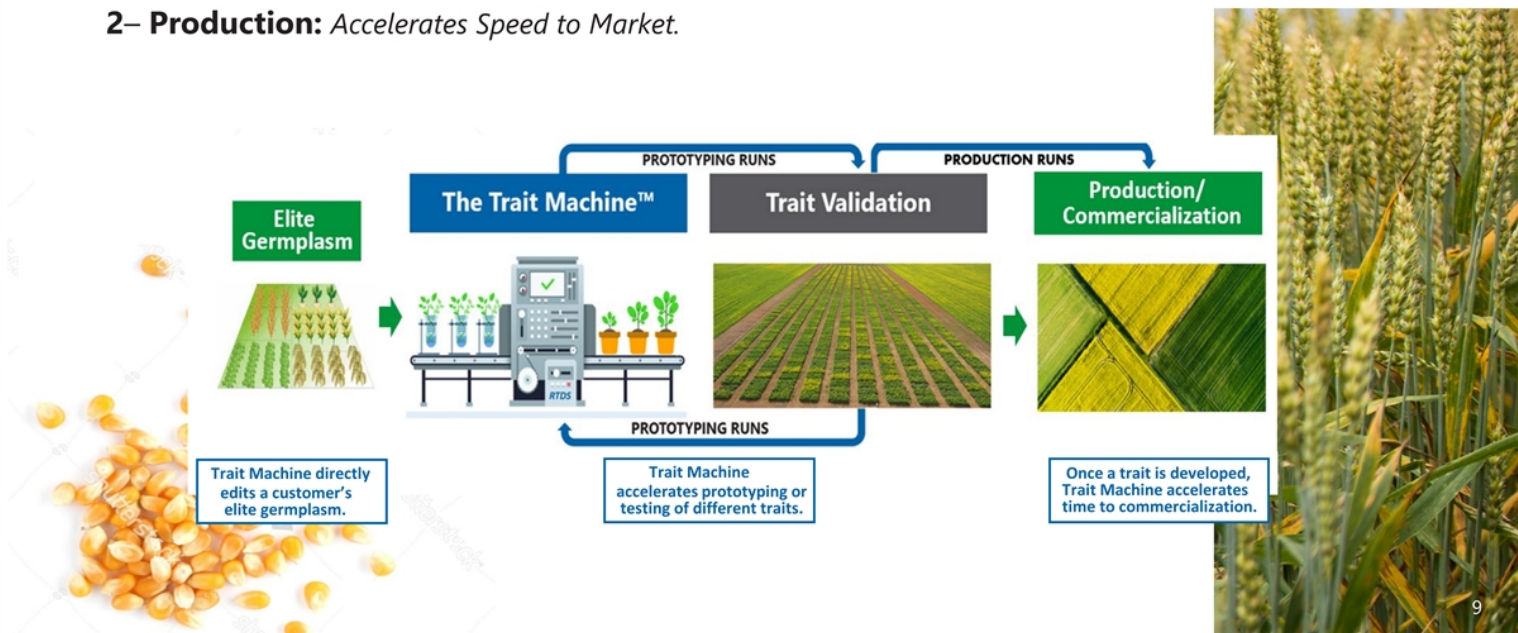 2– Production: Accelerates Speed to Market.
PROTOTYPING RUNS
PRODUCTION RUNS
Elite
Germplasm
The Trait Machine™
Trait Validation
Production/
Commercialization
RTDS
PROTOTYPING RUNS
Trait Machine directly
edits a customer's
elite germplasm.
Trait Machine
accelerates prototyping or
testing of different traits.
Once a trait is developed,
Trait Machine accelerates
time to commercialization.
shutterstock
9